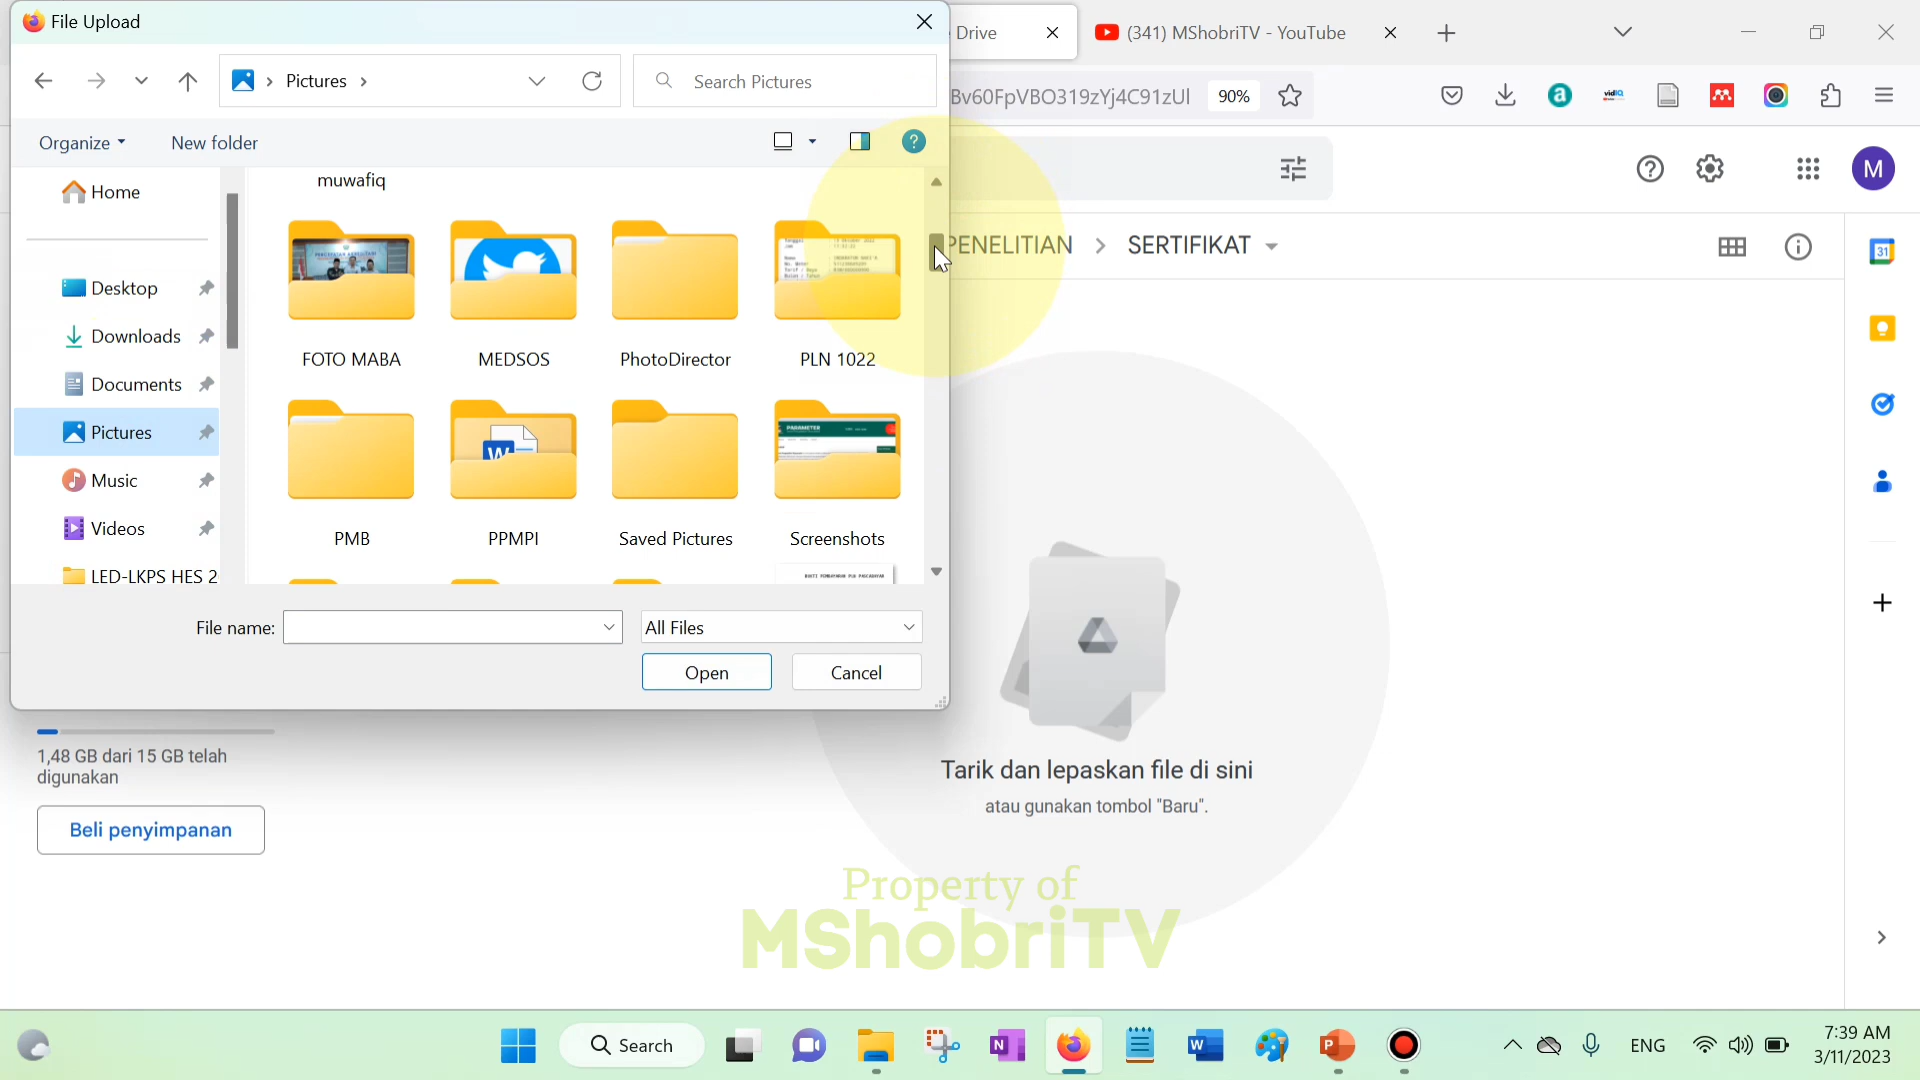 File Upload
Drive
(341) MShobriTV - YouTube
Pictures
Search Pictures
Bv60FpVBO319zYj4C91zUl
90%
vidIQ
Organize
New folder
?
M
Home
muwafiq
PENELITIAN
SERTIFIKAT
31
Desktop
Downloads
FOTO MABA
MEDSOS
PhotoDirector
PLN 1022
Documents
Pictures
PARAMETER
W
Music
Videos
PMB
PPMPI
Saved Pictures
Screenshots
LED-LKPS HES 2
File name:
All Files
Open
Cancel
1,48 GB dari 15 GB telah
digunakan
Tarik dan lepaskan file di sini
atau gunakan tombol "Baru".
Beli penyimpanan
Property of
MShobriTV
Search
N
W
P
ENG
7:39 AM
3/11/2023